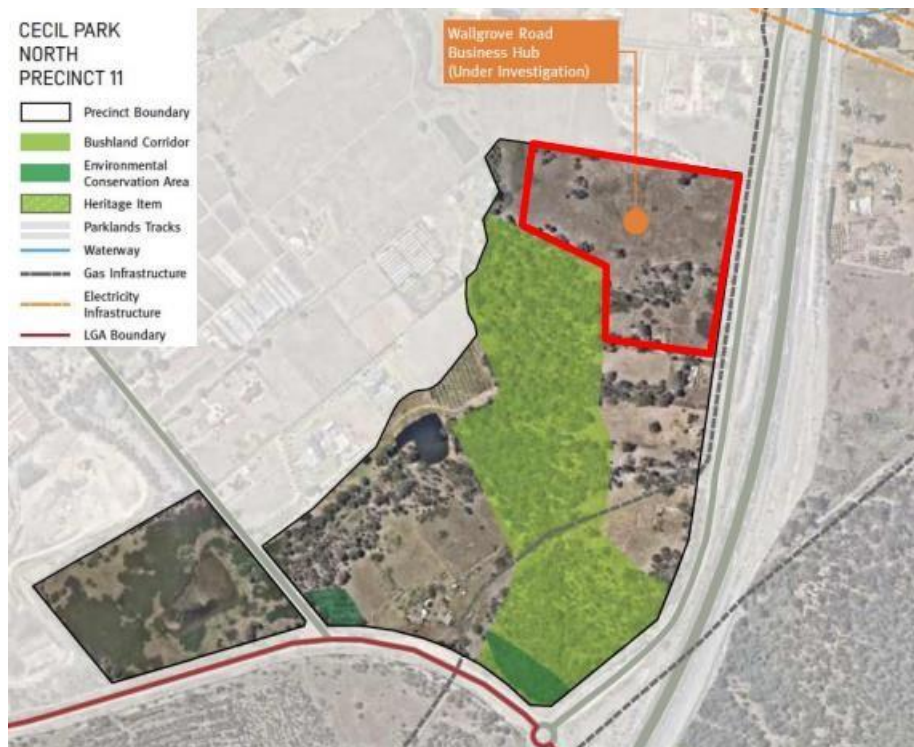 CECIL PARK
NORTH
PRECINCT 11
Precinct Boundary
Bushland Corridor
Environmental
Conservation Area
Heritage Item
Parklands Tracks
Waterway
Gas Infrastructure
Electricity
Infrastructure
LGA Boundary
Wallgrove Road
Business Hub
(Under Investigation)